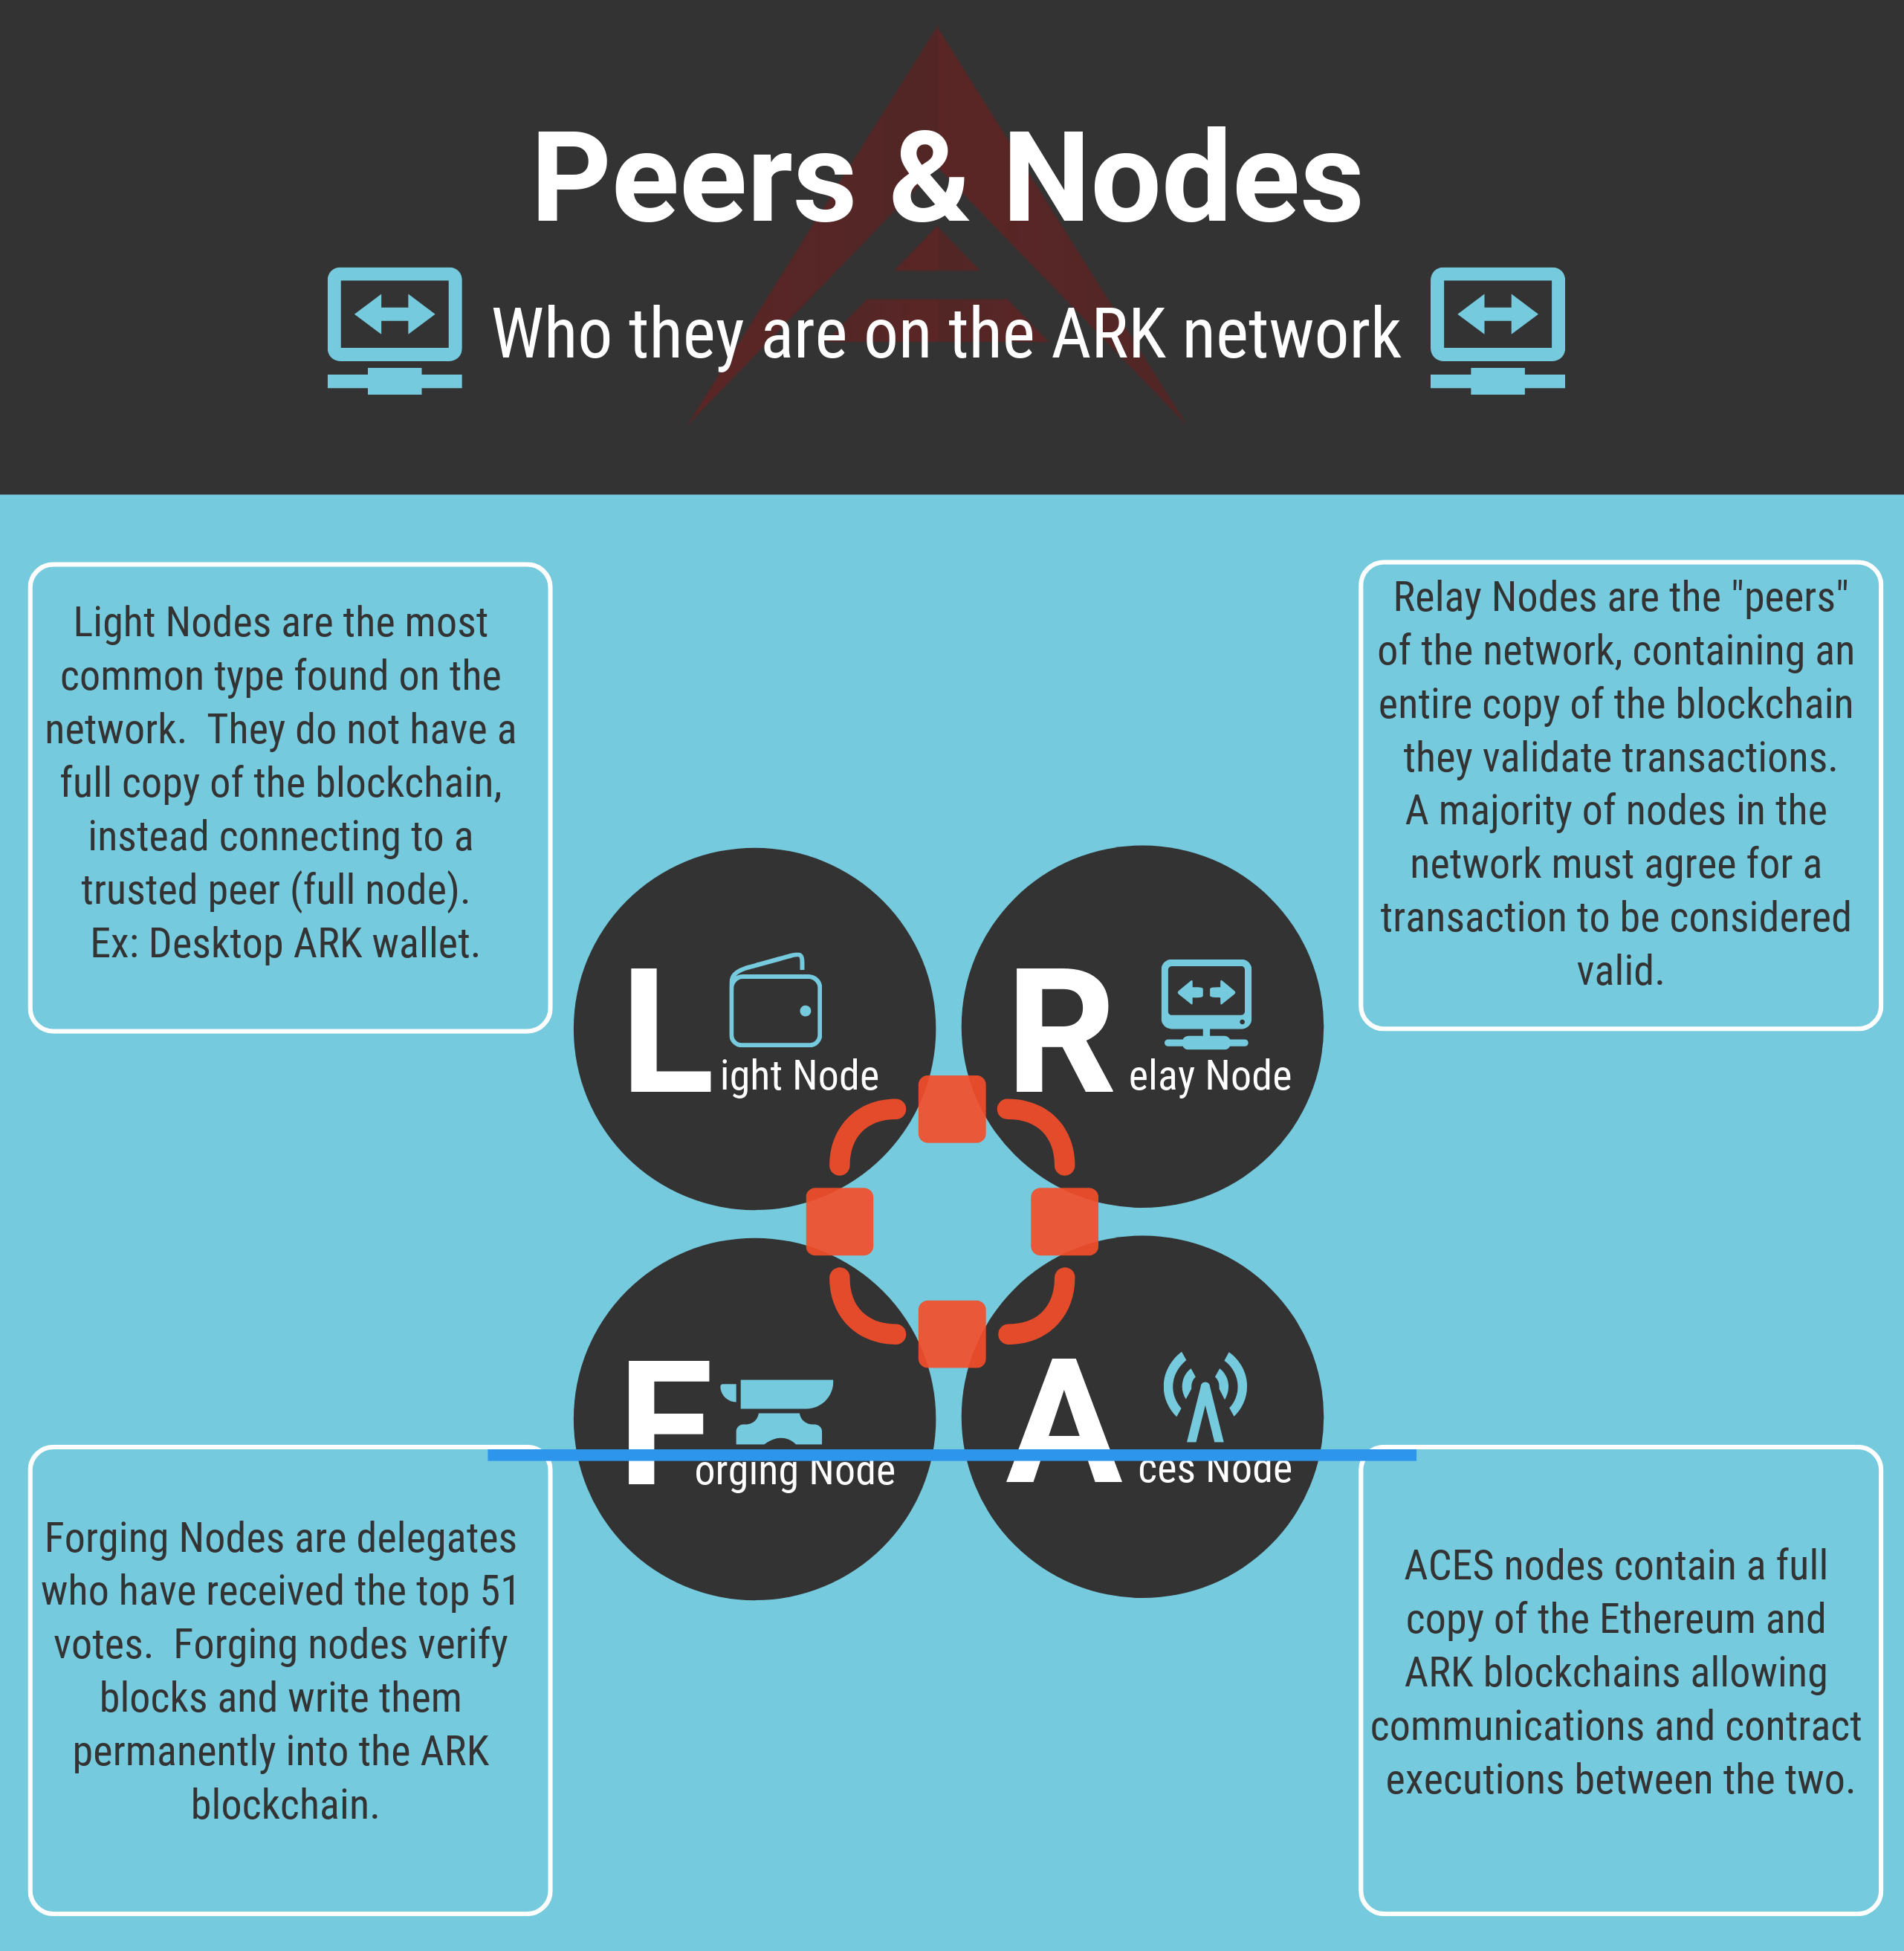 Peers & Nodes
Who they are on the ARK network
Light Nodes are the most
common type found on the
network.  They do not have a
full copy of the blockchain,
instead connecting to a
trusted peer (full node).
Ex: Desktop ARK wallet.
Relay Nodes are the "peers"
of the network, containing an
entire copy of the blockchain
they validate transactions.
A majority of nodes in the
network must agree for a
transaction to be considered
valid.
Light Node
Relay Node
Forging Node
Aces Node
Forging Nodes are delegates
who have received the top 51
votes.  Forging nodes verify
blocks and write them
permanently into the ARK
blockchain.
ACES nodes contain a full
copy of the Ethereum and
ARK blockchains allowing
communications and contract
executions between the two.